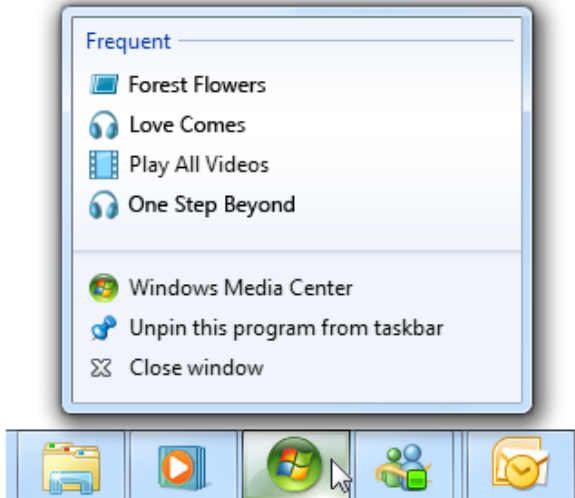 Frequent
Forest Flowers
Love Comes
Play All Videos
One Step Beyond
Windows Media Center
Unpin this program from taskbar
Close window